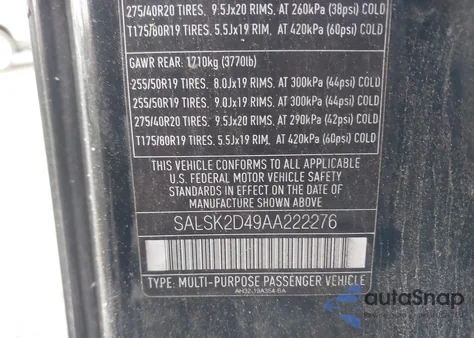 275/40R20 TIRES, 9.5Jx20 RIMS, AT 260kPa (38psi) COLD
T175/80R19 TIRES, 5.5Jx19 RIM, AT 420kPa (60psi) COLD
GAWR REAR: 1710kg (3770lb)
255/50R19 TIRES, 8.0Jx19 RIMS, AT 300kPa (44psi) COLD
255/50R19 TIRES, 9.0Jx19 RIMS, AT 300kPa (44psi) COLD
275/40R20 TIRES, 9.5Jx20 RIMS, AT 290kPa (42psi) COLD
T175/80R19 TIRES, 5.5Jx19 RIM, AT 420kPa (60psi) COLD
THIS VEHICLE CONFORMS TO ALL APPLICABLE
U.S. FEDERAL MOTOR VEHICLE SAFETY
STANDARDS IN EFFECT ON THE DATE OF
MANUFACTURE SHOWN ABOVE.
SALSK2D49AA222276
TYPE: MULTI-PURPOSE PASSENGER VEHICLE
AH32-19A354-BA
autoSnap